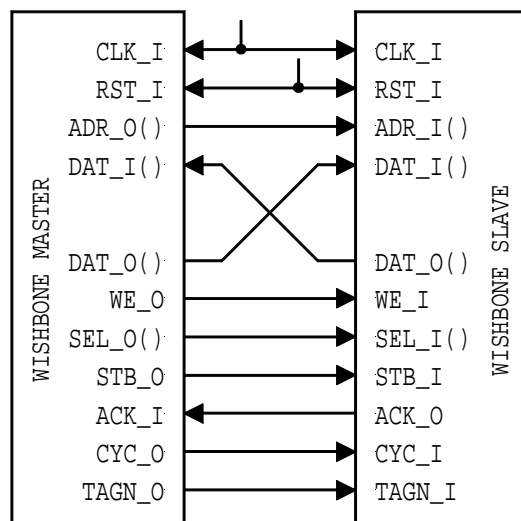 WISHBONE MASTER
CLK_I
RST_I
ADR_O()
DAT_I()
DAT_O()
WE_O
SEL_O()
STB_O
ACK_I
CYC_O
TAGN_O
CLK_I
RST_I
ADR_I()
DAT_I()
DAT_O()
WE_I
SEL_I()
STB_I
ACK_O
CYC_I
TAGN_I
WISHBONE SLAVE